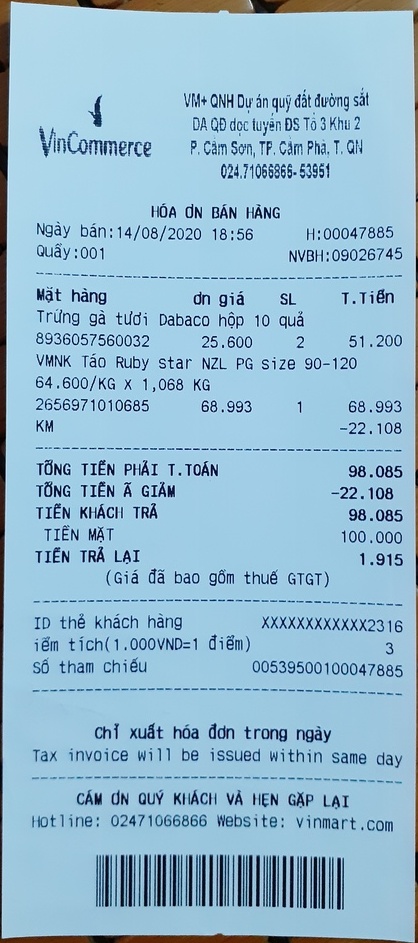 VinCommerce
VM+ QNH Dự án quỹ đất đường sắt
DA QĐ dọc tuyến ĐS Tổ 3 Khu 2
P. Cẩm Sơn, TP. Cẩm Phả, T. QN
024.71066866-53951
HÓA ƠN BÁN HÀNG
Ngày bán:14/08/2020 18:56 H:00047885
Quầy:001 NVBH:09026745
Mặt hàng ơn giá SL T.Tiền
Trứng gà tươi Dabaco hộp 10 quả
8936057560032 25.600 2 51.200
VMNK Táo Ruby star NZL PG size 90-120
64.600/KG X 1,068 KG
2656971010685 68.993 1 68.993
KM -22.108
TỔNG TIỀN PHẢI T.TOÁN 98.085
TỔNG TIỀN Ã GIẢM -22.108
TIỀN KHÁCH TRẢ 98.085
TIỀN MẶT 100.000
TIỀN TRẢ LẠI 1.915
(Giá đã bao gồm thuế GTGT)
ID thẻ khách hàng XXXXXXXXXXXX2316
iểm tích(1.000VND=1 điểm) 3
Số tham chiếu 00539500100047885
Chỉ xuất hóa đơn trong ngày
Tax invoice will be issued within same day
CẢM ƠN QUÝ KHÁCH VÀ HẸN GẶP LẠI
Hotline: 02471066866 Website: vinmart.com